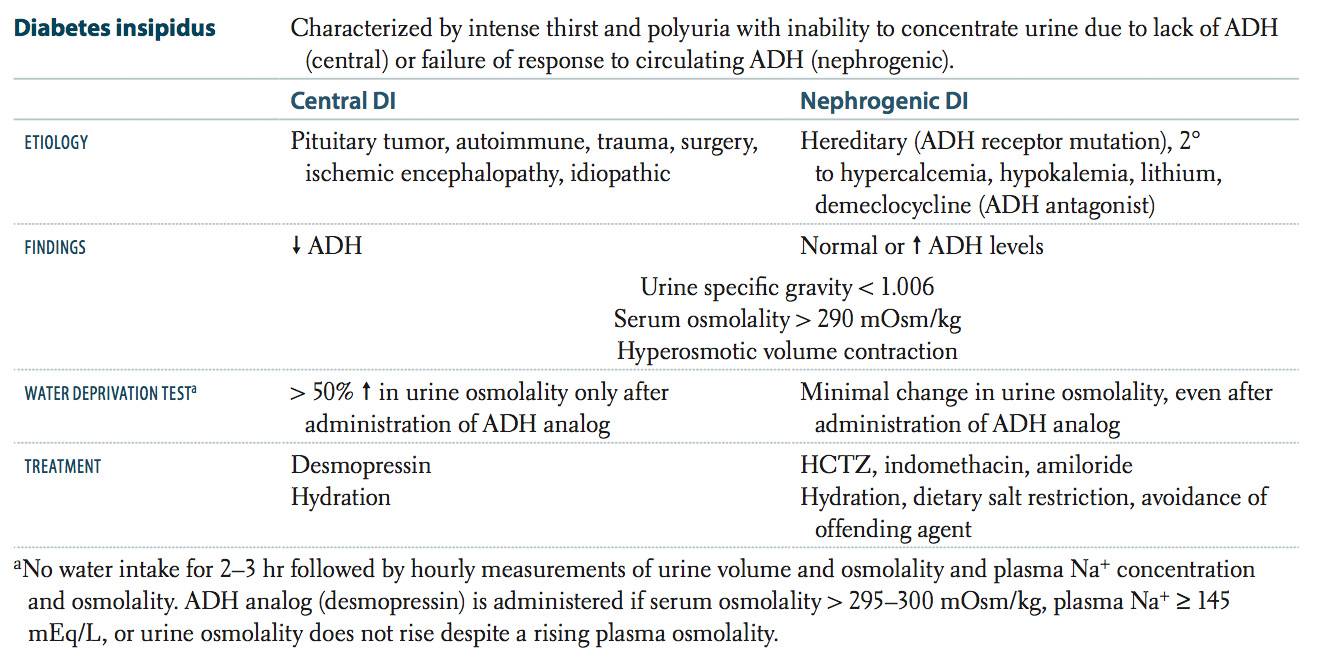 Diabetes insipidus
Characterized by intense thirst and polyuria with inability to concentrate urine due to lack of ADH
(central) or failure of response to circulating ADH (nephrogenic).
Central DI
Nephrogenic DI
ETIOLOGY
Pituitary tumor, autoimmune, trauma, surgery,
ischemic encephalopathy, idiopathic
Hereditary (ADH receptor mutation), 2°
to hypercalcemia, hypokalemia, lithium,
demeclocycline (ADH antagonist)
FINDINGS
↓ ADH
Normal or ↑ ADH levels
Urine specific gravity < 1.006
Serum osmolality > 290 mOsm/kg
Hyperosmotic volume contraction
WATER DEPRIVATION TESTᵃ
> 50% ↑ in urine osmolality only after
administration of ADH analog
Minimal change in urine osmolality, even after
administration of ADH analog
TREATMENT
Desmopressin
Hydration
HCTZ, indomethacin, amiloride
Hydration, dietary salt restriction, avoidance of
offending agent
ᵃNo water intake for 2–3 hr followed by hourly measurements of urine volume and osmolality and plasma Na⁺ concentration
and osmolality. ADH analog (desmopressin) is administered if serum osmolality > 295–300 mOsm/kg, plasma Na⁺ ≥ 145
mEq/L, or urine osmolality does not rise despite a rising plasma osmolality.